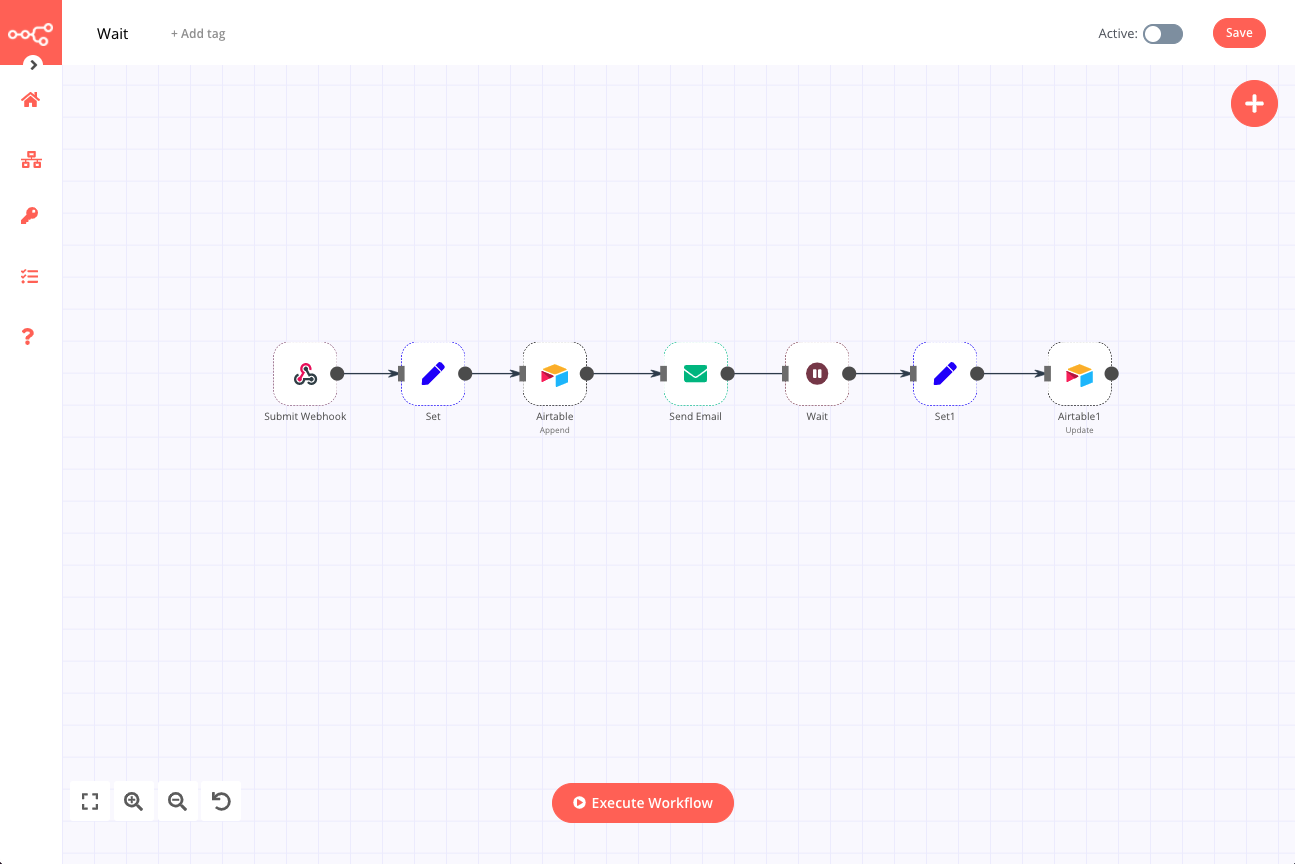 Wait
+ Add tag
Active:
Save
Submit Webhook
Set
Airtable
Append
Send Email
Wait
Set1
Airtable1
Update
Execute Workflow